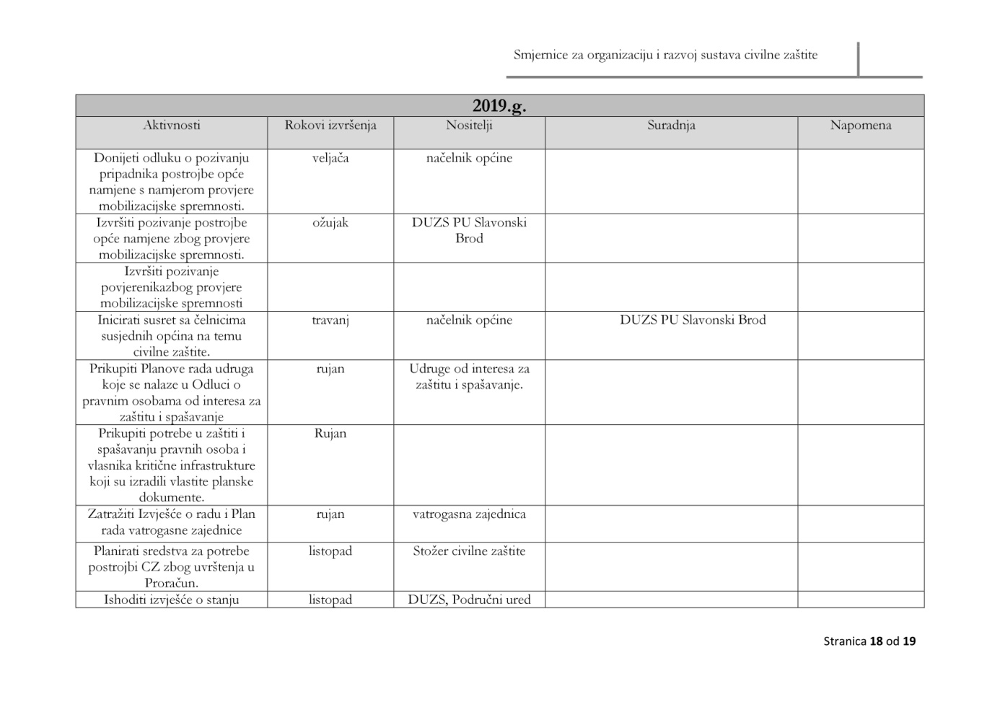 Smjernice za organizaciju i razvoj sustava civilne zaštite
2019.g.
Aktivnosti
Rokovi izvršenja
Nositelji
Suradnja
Napomena
Donijeti odluku o pozivanju
pripadnika postrojbe opće
namjene s namjerom provjere
mobilizacijske spremnosti.
veljača
načelnik općine
Izvršiti pozivanje postrojbe
opće namjene zbog provjere
mobilizacijske spremnosti.
ožujak
DUZS PU Slavonski
Brod
Izvršiti pozivanje
povjerenikazbog provjere
mobilizacijske spremnosti
Inicirati susret sa čelnicima
susjednih općina na temu
civilne zaštite.
travanj
načelnik općine
DUZS PU Slavonski Brod
Prikupiti Planove rada udruga
koje se nalaze u Odluci o
pravnim osobama od interesa za
zaštitu i spašavanje
rujan
Udruge od interesa za
zaštitu i spašavanje.
Prikupiti potrebe u zaštiti i
spašavanju pravnih osoba i
vlasnika kritične infrastrukture
koji su izradili vlastite planske
dokumente.
Rujan
Zatražiti Izvješće o radu i Plan
rada vatrogasne zajednice
rujan
vatrogasna zajednica
Planirati sredstva za potrebe
postrojbi CZ zbog uvrštenja u
Proračun.
listopad
Stožer civilne zaštite
Ishoditi izvješće o stanju
listopad
DUZS, Područni ured
Stranica 18 od 19